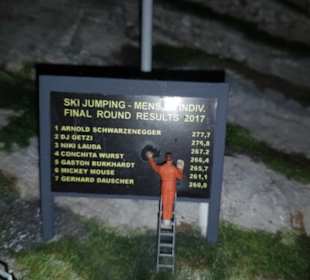 SKI JUMPING - MENS INDIV.
FINAL ROUND RESULTS 2017
1 ARNOLD SCHWARZENEGGER 277,7
2 DJ OETZI 276,8
3 NIKI LAUDA 267.2
4 CONCHITA WURST 266,4
5 GASTON BURKHARDT 265,7
6 MICKEY MOUSE 261,1
7 GERHARD DAUSCHER 260,0